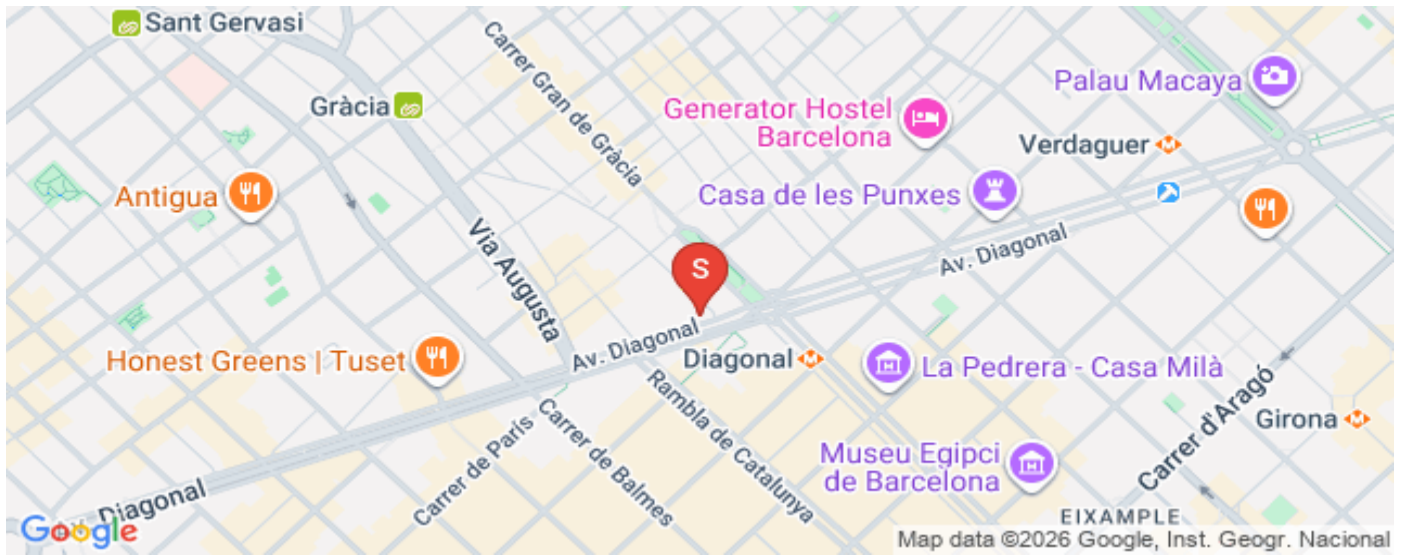 Sant Gervasi
Carrer Gran de Gràcia
Palau Macaya
Gràcia
Generator Hostel
Barcelona
Verdaguer
Antigua
Casa de les Punxes
Via Augusta
Av. Diagonal
S
Av. Diagonal
Honest Greens | Tuset
Diagonal
La Pedrera - Casa Milà
Rambla de Catalunya
Carrer d'Aragó
Girona
Carrer de París
Carrer de Balmes
Museu Egipci
de Barcelona
Diagonal
EIXAMPLE
Google
Map data ©2026 Google, Inst. Geogr. Nacional